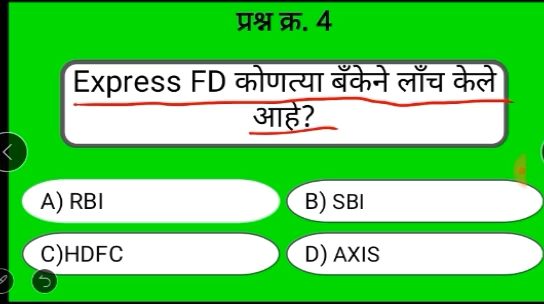 प्रश्न क्र. 4
Express FD कोणत्या बँकेने लाँच केले
आहे?
A) RBI
B) SBI
C)HDFC
D) AXIS